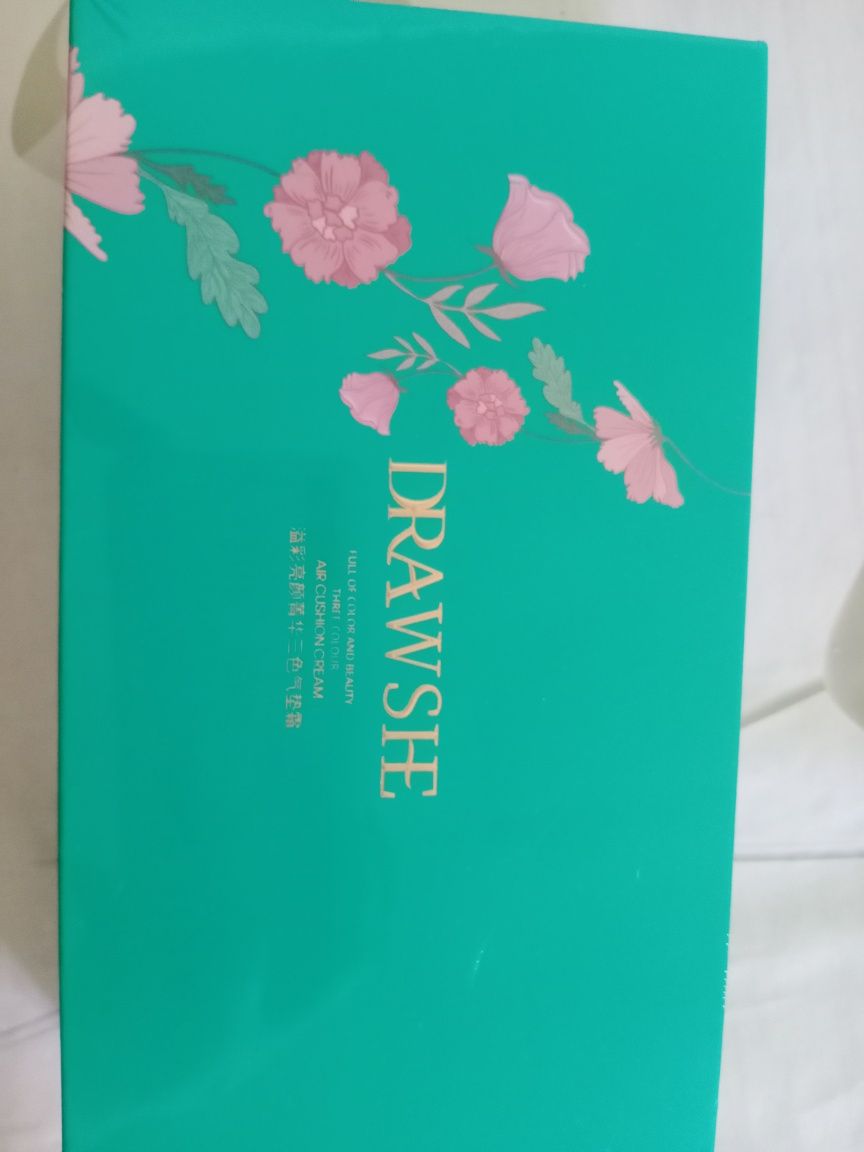 DRAWSHE
FULL OF COLOR AND BEAUTY
THREE COLOUR
AIR CUSHION CREAM
溢彩亮颜菁华三色气垫霜